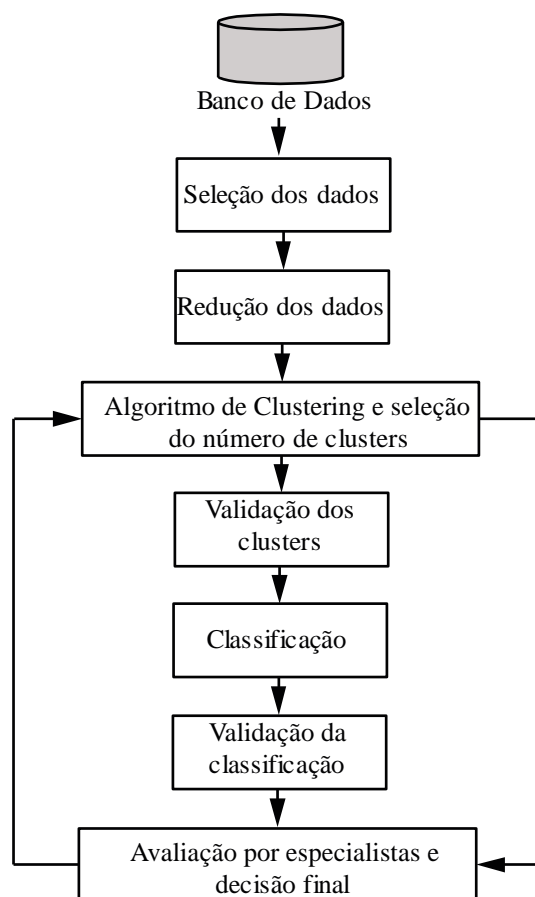 Banco de Dados
Seleção dos dados
Redução dos dados
Algoritmo de Clustering e seleção
do número de clusters
Validação dos
clusters
Classificação
Validação da
classificação
Avaliação por especialistas e
decisão final